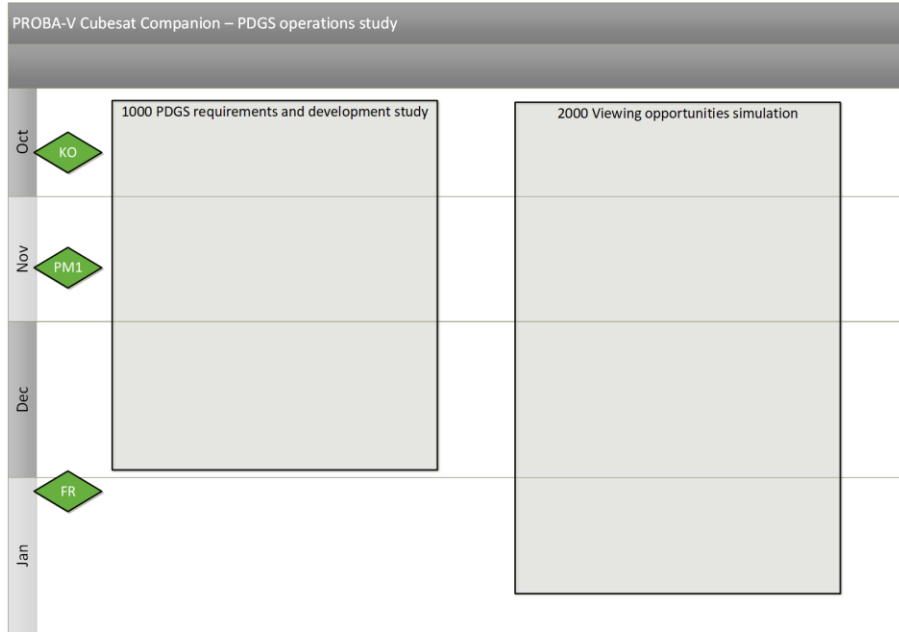 PROBA-V Cubesat Companion – PDGS operations study
1000 PDGS requirements and development study
2000 Viewing opportunities simulation
Oct
KO
Nov
PM1
Dec
FR
Jan